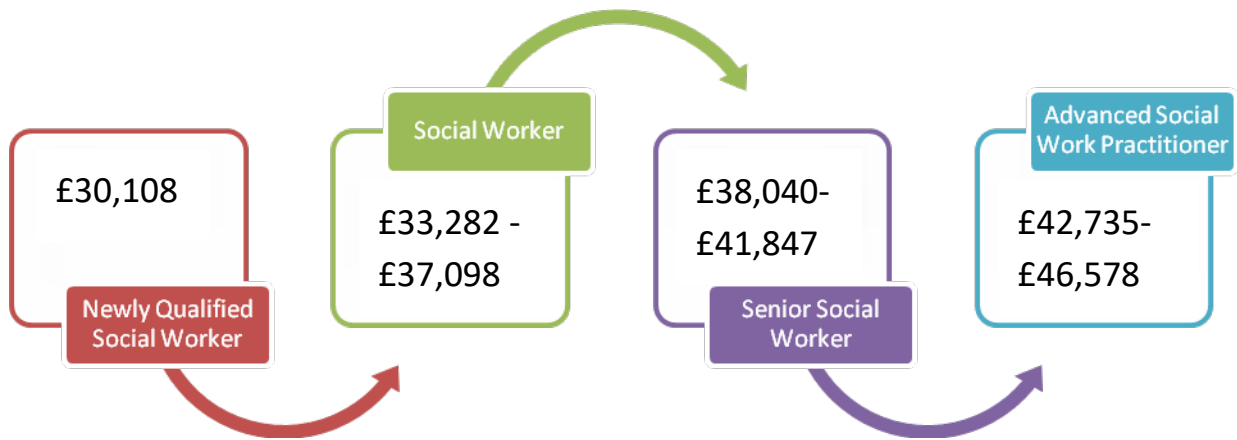 £30,108
Newly Qualified
Social Worker
Social Worker
£33,282 -
£37,098
£38,040-
£41,847
Senior Social
Worker
Advanced Social
Work Practitioner
£42,735-
£46,578